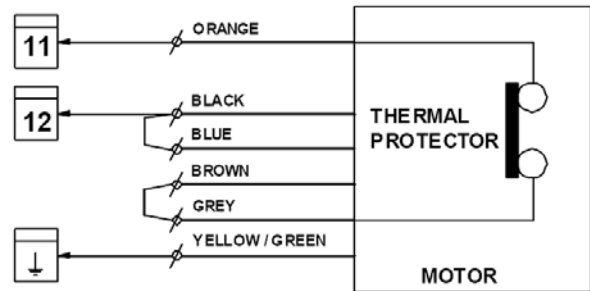 11
ORANGE
12
BLACK
BLUE
BROWN
GREY
YELLOW / GREEN
THERMAL
PROTECTOR
MOTOR